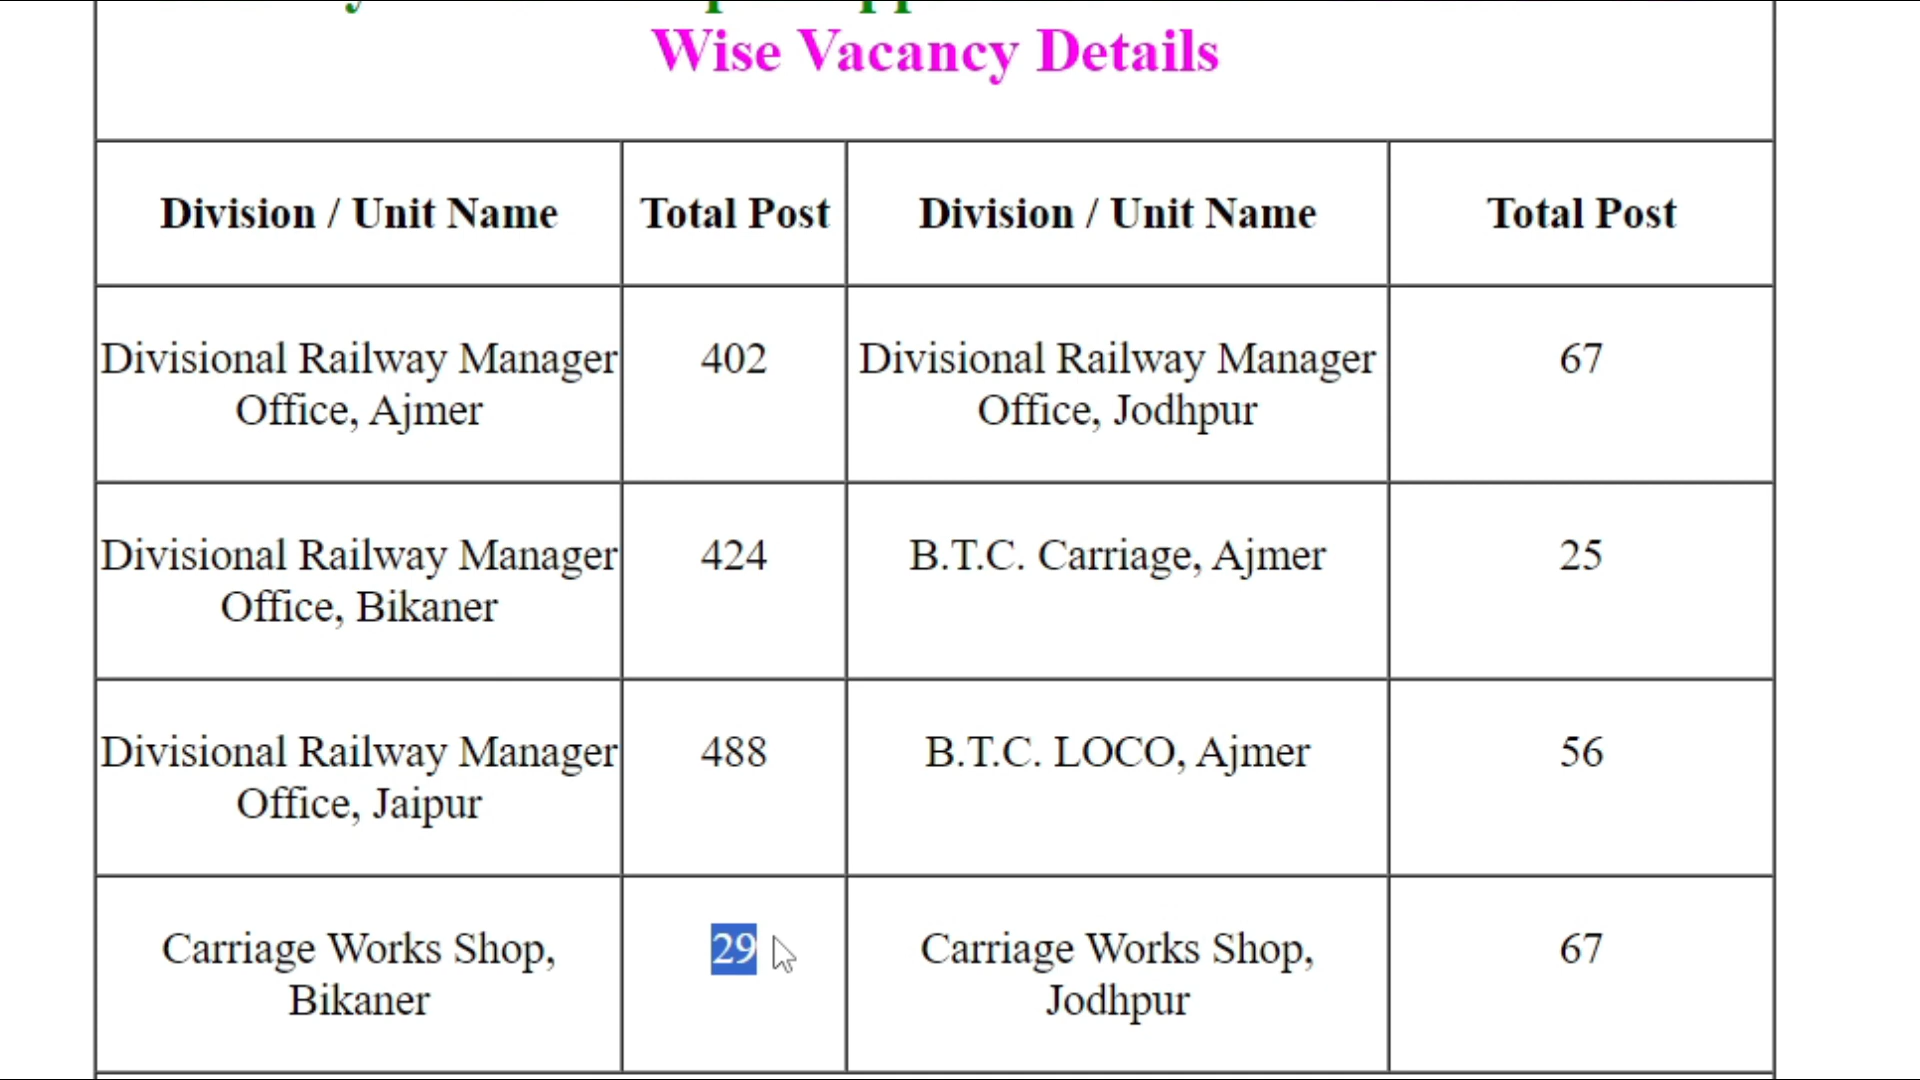 Wise Vacancy Details
Division / Unit Name Total Post Division / Unit Name Total Post
Divisional Railway Manager 402 Divisional Railway Manager 67
Office, Ajmer Office, Jodhpur
Divisional Railway Manager 424 B.T.C. Carriage, Ajmer 25
Office, Bikaner
Divisional Railway Manager 488 B.T.C. LOCO, Ajmer 56
Office, Jaipur
Carriage Works Shop, 29 Carriage Works Shop, 67
Bikaner Jodhpur